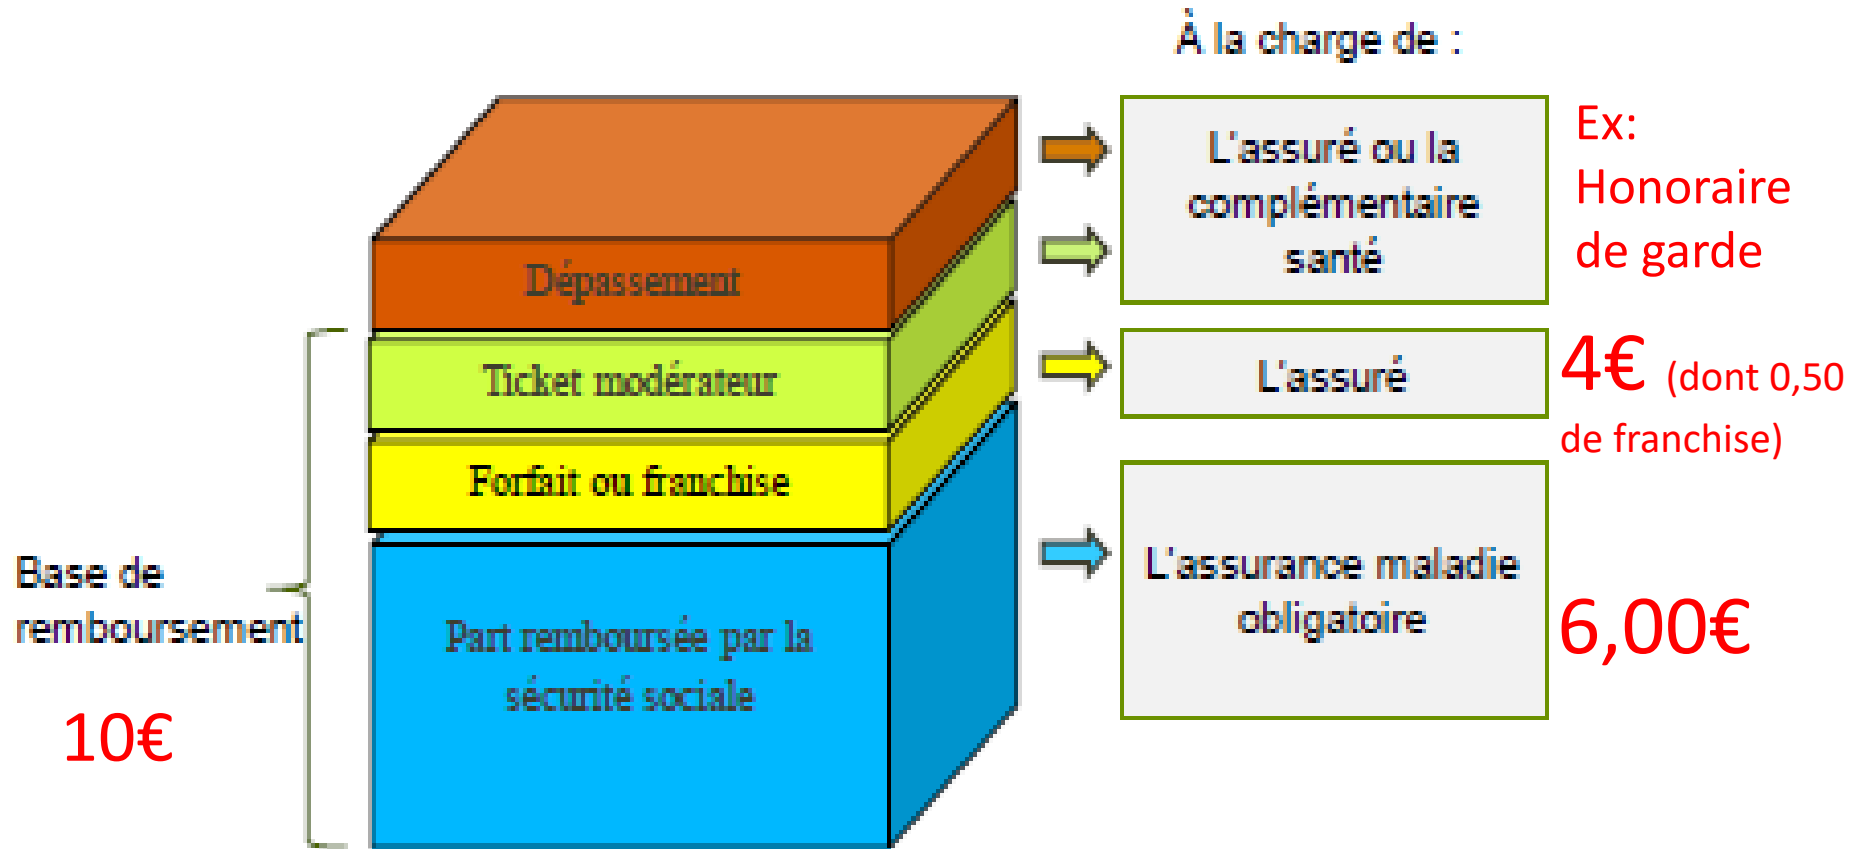 À la charge de :
Dépassement
Ticket modérateur
Forfait ou franchise
Part remboursée par la
sécurité sociale
Base de
remboursement
10€
L'assuré ou la
complémentaire
santé
Ex:
Honoraire
de garde
L'assuré
4€ (dont 0,50
de franchise)
L'assurance maladie
obligatoire
6,00€